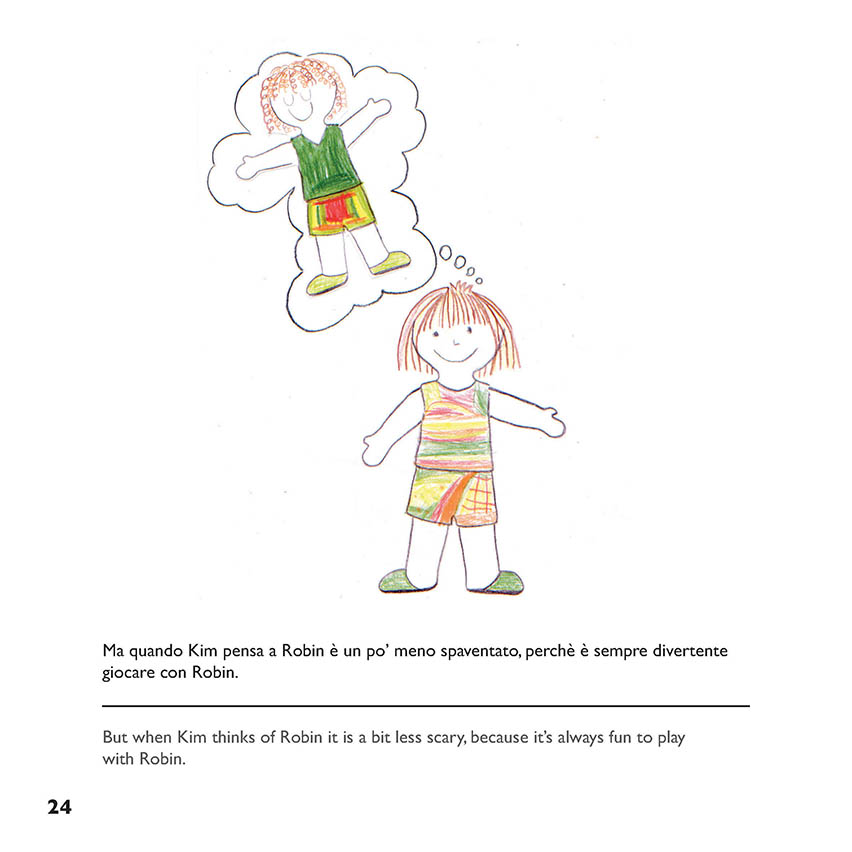 Ma quando Kim pensa a Robin è un po’ meno spaventato, perchè è sempre divertente
giocare con Robin.
But when Kim thinks of Robin it is a bit less scary, because it’s always fun to play
with Robin.
24